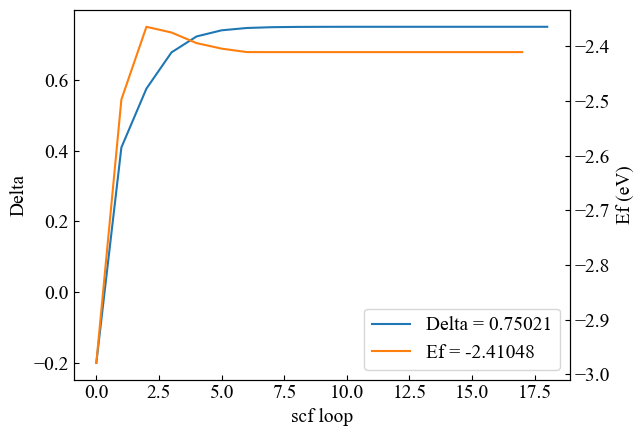 0.6
0.4
0.2
0.0
−0.2
Delta
−2.4
−2.5
−2.6
−2.7
−2.8
−2.9
−3.0
Ef (eV)
Delta = 0.75021
Ef = -2.41048
0.0 2.5 5.0 7.5 10.0 12.5 15.0 17.5
scf loop